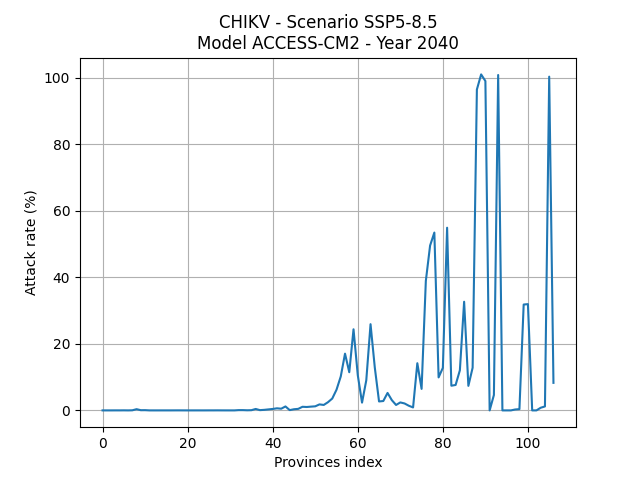 CHIKV - Scenario SSP5-8.5
Model ACCESS-CM2 - Year 2040
Attack rate (%)
100
80
60
40
20
0
0 20 40 60 80 100
Provinces index